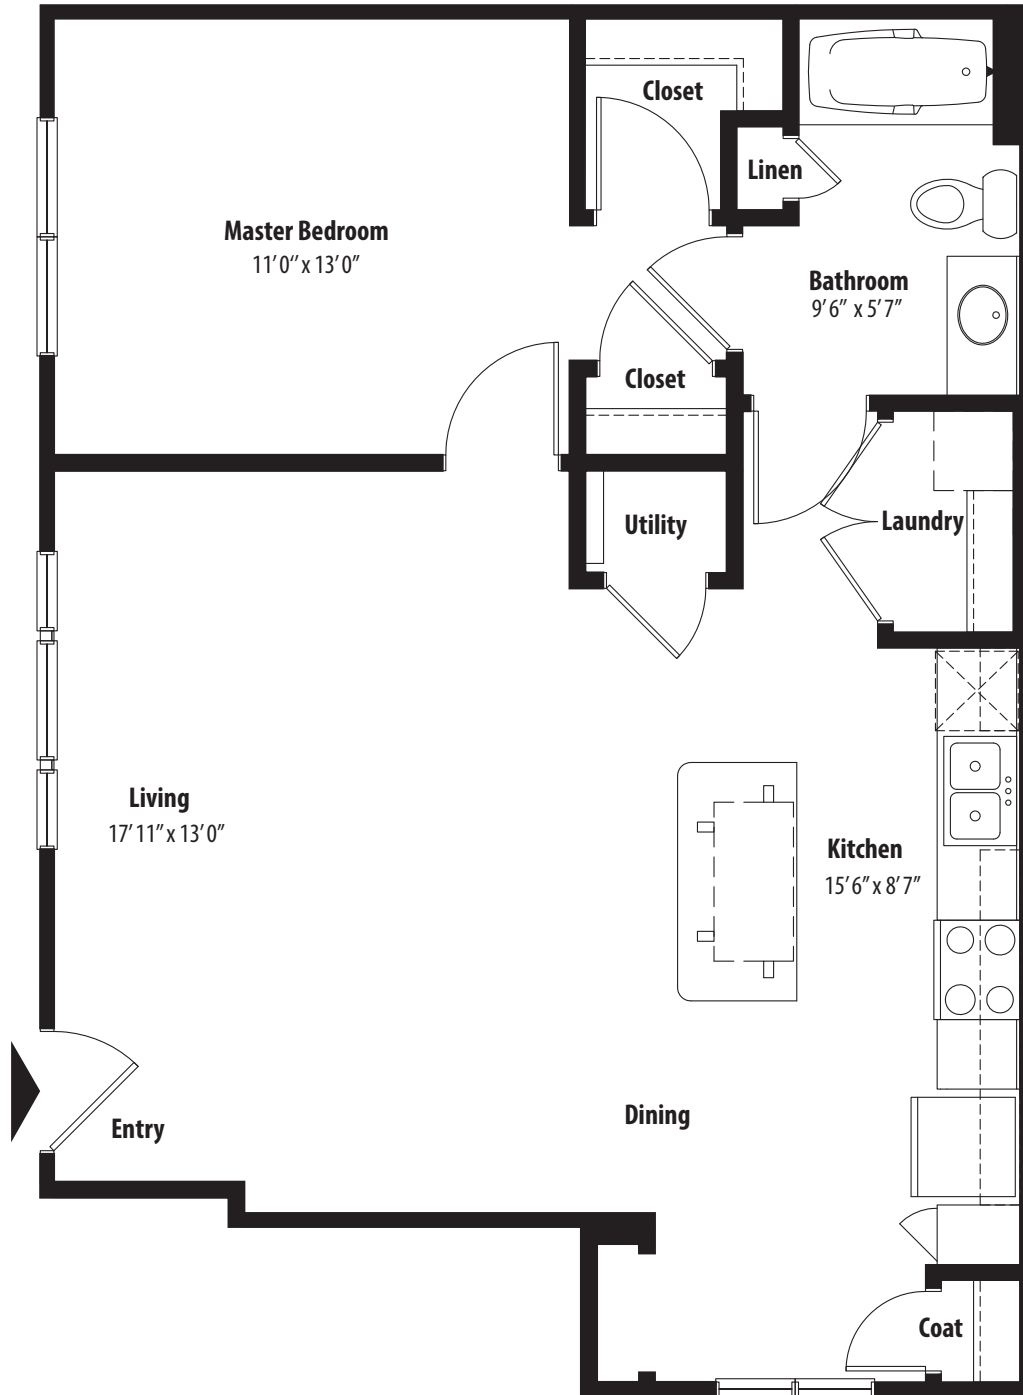 Closet
Linen
Master Bedroom
11'0" x 13'0"
Bathroom
9'6" x 5'7"
Closet
Utility
Laundry
Living
17'11" x 13'0"
Kitchen
15'6" x 8'7"
Dining
Entry
Coat